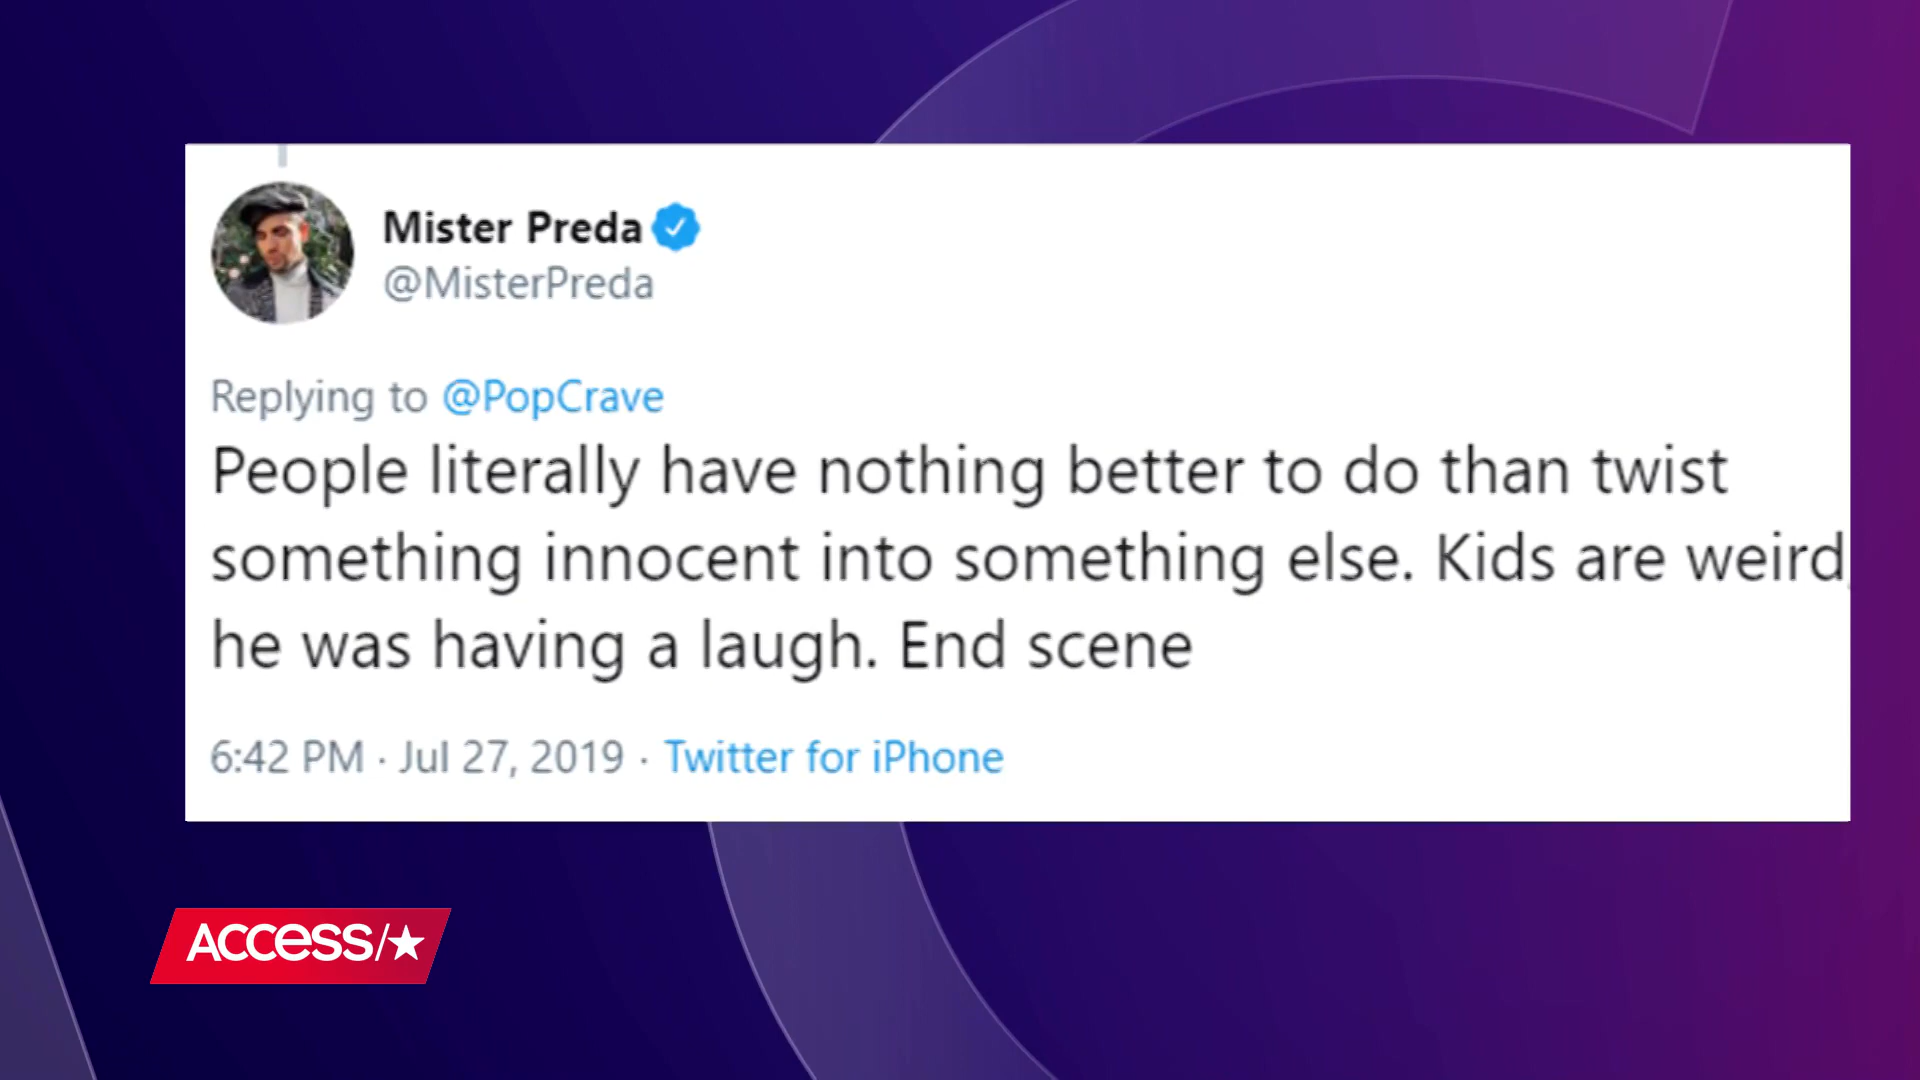 Mister Preda
@MisterPreda
Replying to @PopCrave
People literally have nothing better to do than twist
something innocent into something else. Kids are weird,
he was having a laugh. End scene
6:42 PM · Jul 27, 2019 · Twitter for iPhone
ACCESS/★